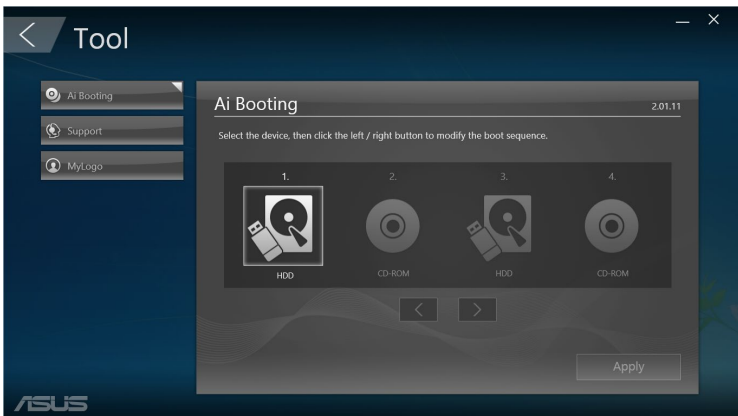 Tool
Ai Booting
Support
MyLogo
Ai Booting
2.01.11
Select the device, then click the left / right button to modify the boot sequence.
1.
2.
3.
4.
HDD
CD-ROM
HDD
CD-ROM
Apply
ASUS